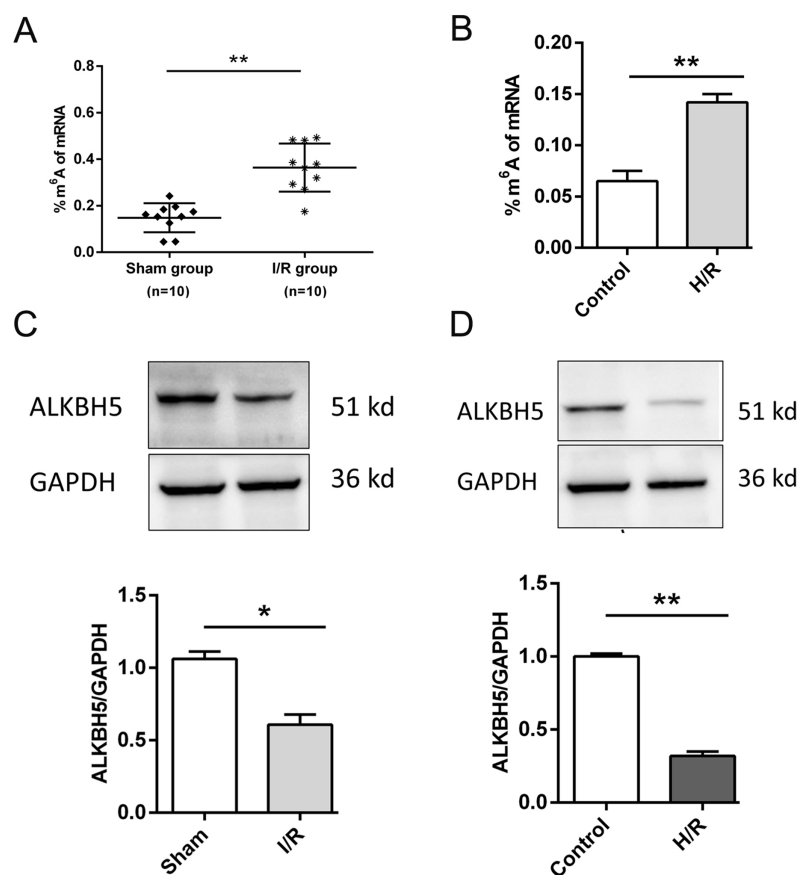 A
% m⁶A of mRNA
0.8
0.6
0.4
0.2
0.0
**
Sham group
(n=10)
I/R group
(n=10)
B
% m⁶A of mRNA
0.20
0.15
0.10
0.05
0.00
**
Control
H/R
C
ALKBH5
51 kd
GAPDH
36 kd
ALKBH5/GAPDH
1.5
1.0
0.5
0.0
*
Sham
I/R
D
ALKBH5
51 kd
GAPDH
36 kd
ALKBH5/GAPDH
1.5
1.0
0.5
0.0
**
Control
H/R